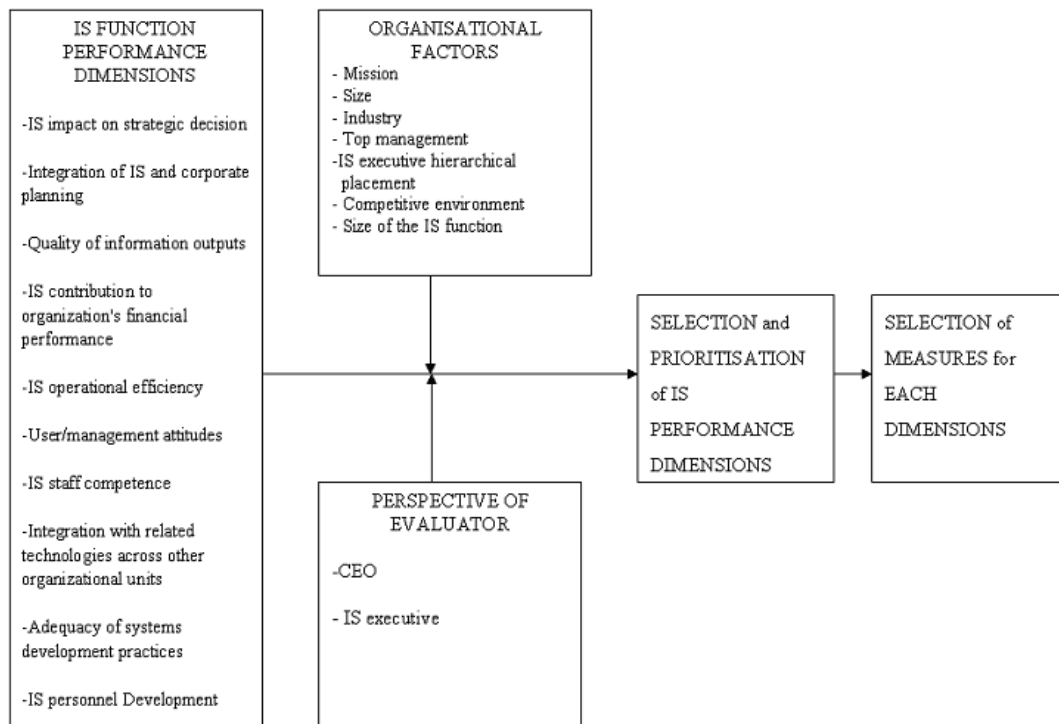 IS FUNCTION
PERFORMANCE
DIMENSIONS
-IS impact on strategic decision
-Integration of IS and corporate
planning
-Quality of information outputs
-IS contribution to
organization's financial
performance
-IS operational efficiency
-User/management attitudes
-IS staff competence
-Integration with related
technologies across other
organizational units
-Adequacy of systems
development practices
-IS personnel Development
ORGANISATIONAL
FACTORS
- Mission
- Size
- Industry
- Top management
-IS executive hierarchical
placement
- Competitive environment
- Size of the IS function
PERSPECTIVE OF
EVALUATOR
-CEO
- IS executive
SELECTION and
PRIORITISATION
of IS
PERFORMANCE
DIMENSIONS
SELECTION of
MEASURES for
EACH
DIMENSIONS